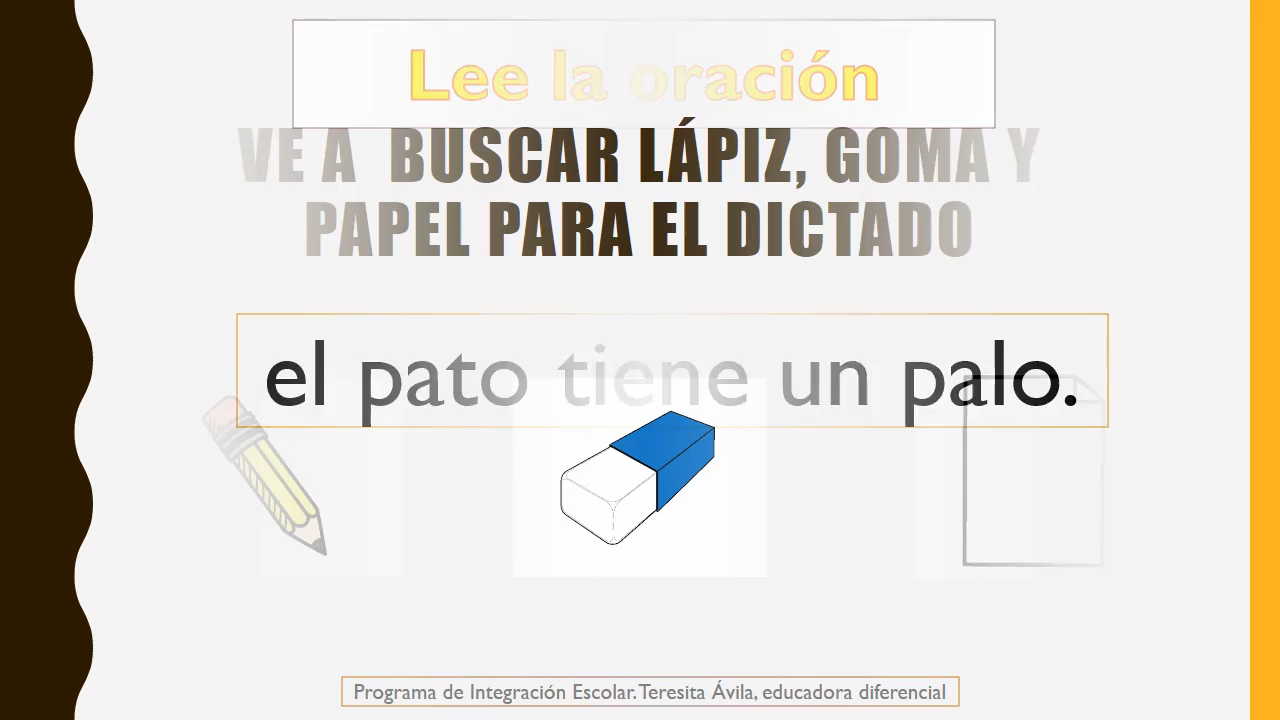 Lee la oración
VE A BUSCAR LÁPIZ, GOMA Y
PAPEL PARA EL DICTADO
el pato tiene un palo.
Programa de Integración Escolar. Teresita Ávila, educadora diferencial